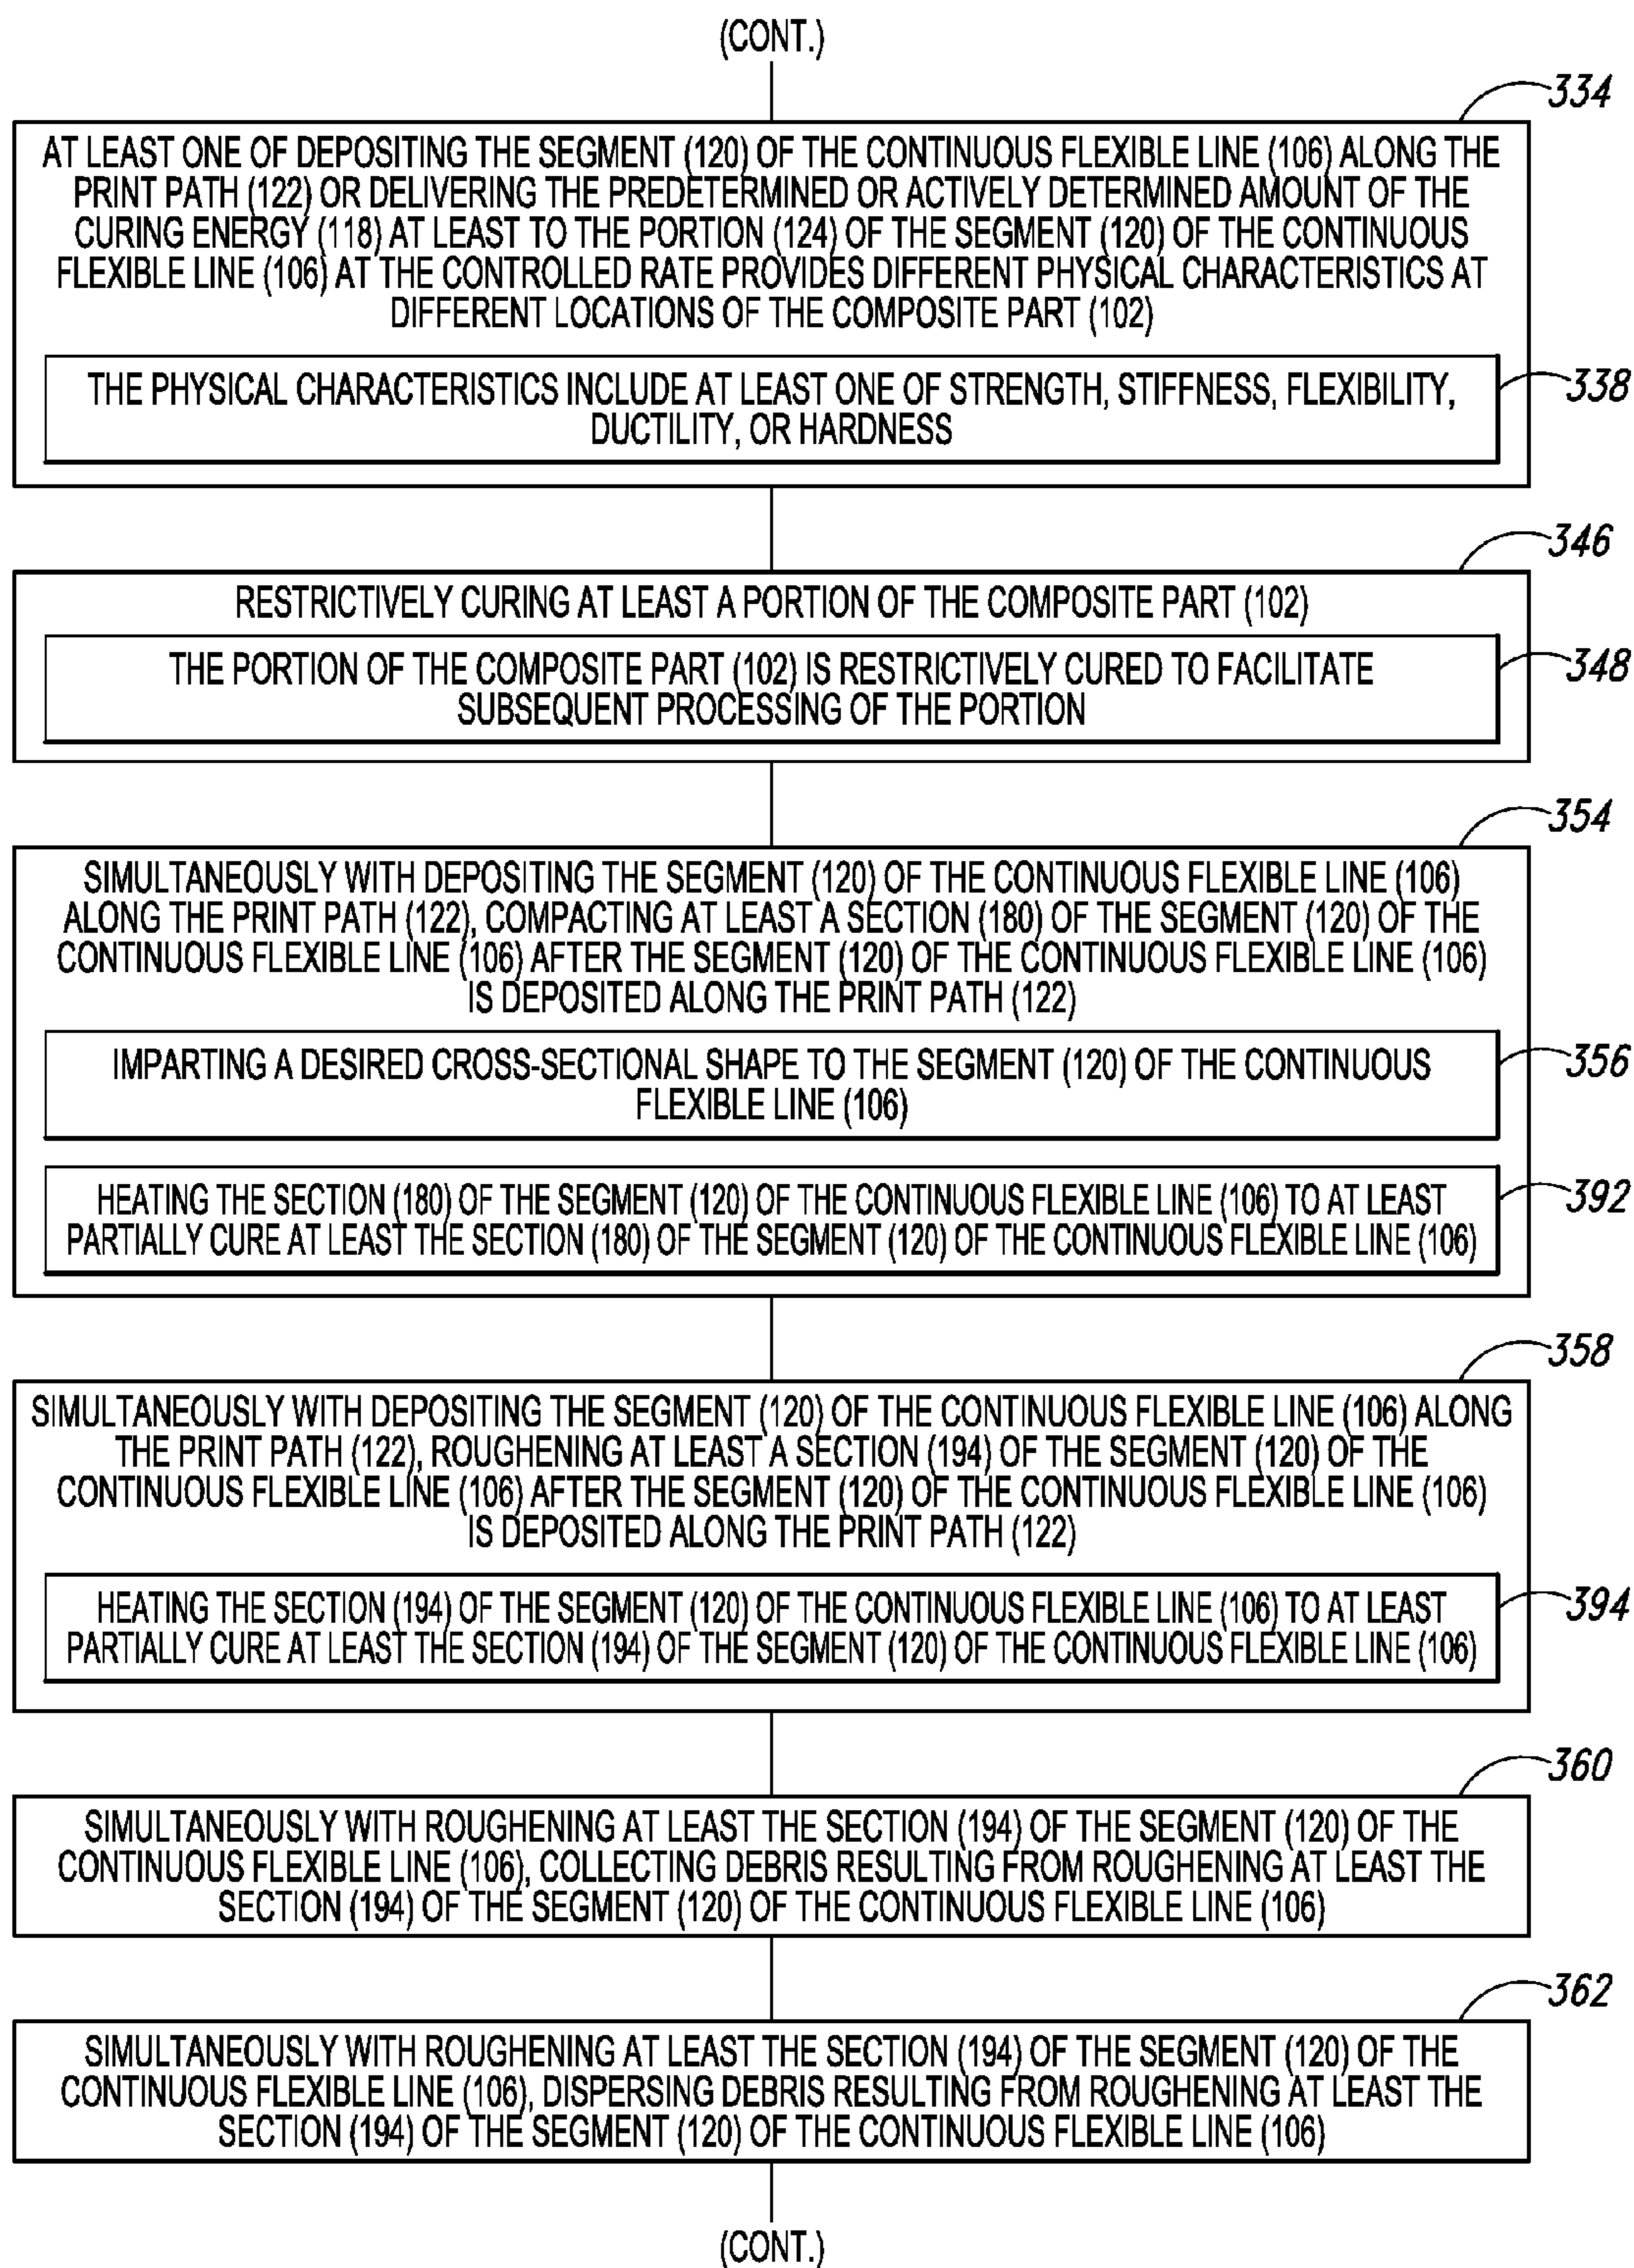 (CONT.)
334
AT LEAST ONE OF DEPOSITING THE SEGMENT (120) OF THE CONTINUOUS FLEXIBLE LINE (106) ALONG THE
PRINT PATH (122) OR DELIVERING THE PREDETERMINED OR ACTIVELY DETERMINED AMOUNT OF THE
CURING ENERGY (118) AT LEAST TO THE PORTION (124) OF THE SEGMENT (120) OF THE CONTINUOUS
FLEXIBLE LINE (106) AT THE CONTROLLED RATE PROVIDES DIFFERENT PHYSICAL CHARACTERISTICS AT
DIFFERENT LOCATIONS OF THE COMPOSITE PART (102)
338
THE PHYSICAL CHARACTERISTICS INCLUDE AT LEAST ONE OF STRENGTH, STIFFNESS, FLEXIBILITY,
DUCTILITY, OR HARDNESS
346
RESTRICTIVELY CURING AT LEAST A PORTION OF THE COMPOSITE PART (102)
348
THE PORTION OF THE COMPOSITE PART (102) IS RESTRICTIVELY CURED TO FACILITATE
SUBSEQUENT PROCESSING OF THE PORTION
354
SIMULTANEOUSLY WITH DEPOSITING THE SEGMENT (120) OF THE CONTINUOUS FLEXIBLE LINE (106)
ALONG THE PRINT PATH (122), COMPACTING AT LEAST A SECTION (180) OF THE SEGMENT (120) OF THE
CONTINUOUS FLEXIBLE LINE (106) AFTER THE SEGMENT (120) OF THE CONTINUOUS FLEXIBLE LINE (106)
IS DEPOSITED ALONG THE PRINT PATH (122)
356
IMPARTING A DESIRED CROSS-SECTIONAL SHAPE TO THE SEGMENT (120) OF THE CONTINUOUS
FLEXIBLE LINE (106)
392
HEATING THE SECTION (180) OF THE SEGMENT (120) OF THE CONTINUOUS FLEXIBLE LINE (106) TO AT LEAST
PARTIALLY CURE AT LEAST THE SECTION (180) OF THE SEGMENT (120) OF THE CONTINUOUS FLEXIBLE LINE (106)
358
SIMULTANEOUSLY WITH DEPOSITING THE SEGMENT (120) OF THE CONTINUOUS FLEXIBLE LINE (106) ALONG
THE PRINT PATH (122), ROUGHENING AT LEAST A SECTION (194) OF THE SEGMENT (120) OF THE
CONTINUOUS FLEXIBLE LINE (106) AFTER THE SEGMENT (120) OF THE CONTINUOUS FLEXIBLE LINE (106)
IS DEPOSITED ALONG THE PRINT PATH (122)
394
HEATING THE SECTION (194) OF THE SEGMENT (120) OF THE CONTINUOUS FLEXIBLE LINE (106) TO AT LEAST
PARTIALLY CURE AT LEAST THE SECTION (194) OF THE SEGMENT (120) OF THE CONTINUOUS FLEXIBLE LINE (106)
360
SIMULTANEOUSLY WITH ROUGHENING AT LEAST THE SECTION (194) OF THE SEGMENT (120) OF THE
CONTINUOUS FLEXIBLE LINE (106), COLLECTING DEBRIS RESULTING FROM ROUGHENING AT LEAST THE
SECTION (194) OF THE SEGMENT (120) OF THE CONTINUOUS FLEXIBLE LINE (106)
362
SIMULTANEOUSLY WITH ROUGHENING AT LEAST THE SECTION (194) OF THE SEGMENT (120) OF THE
CONTINUOUS FLEXIBLE LINE (106), DISPERSING DEBRIS RESULTING FROM ROUGHENING AT LEAST THE
SECTION (194) OF THE SEGMENT (120) OF THE CONTINUOUS FLEXIBLE LINE (106)
(CONT.)